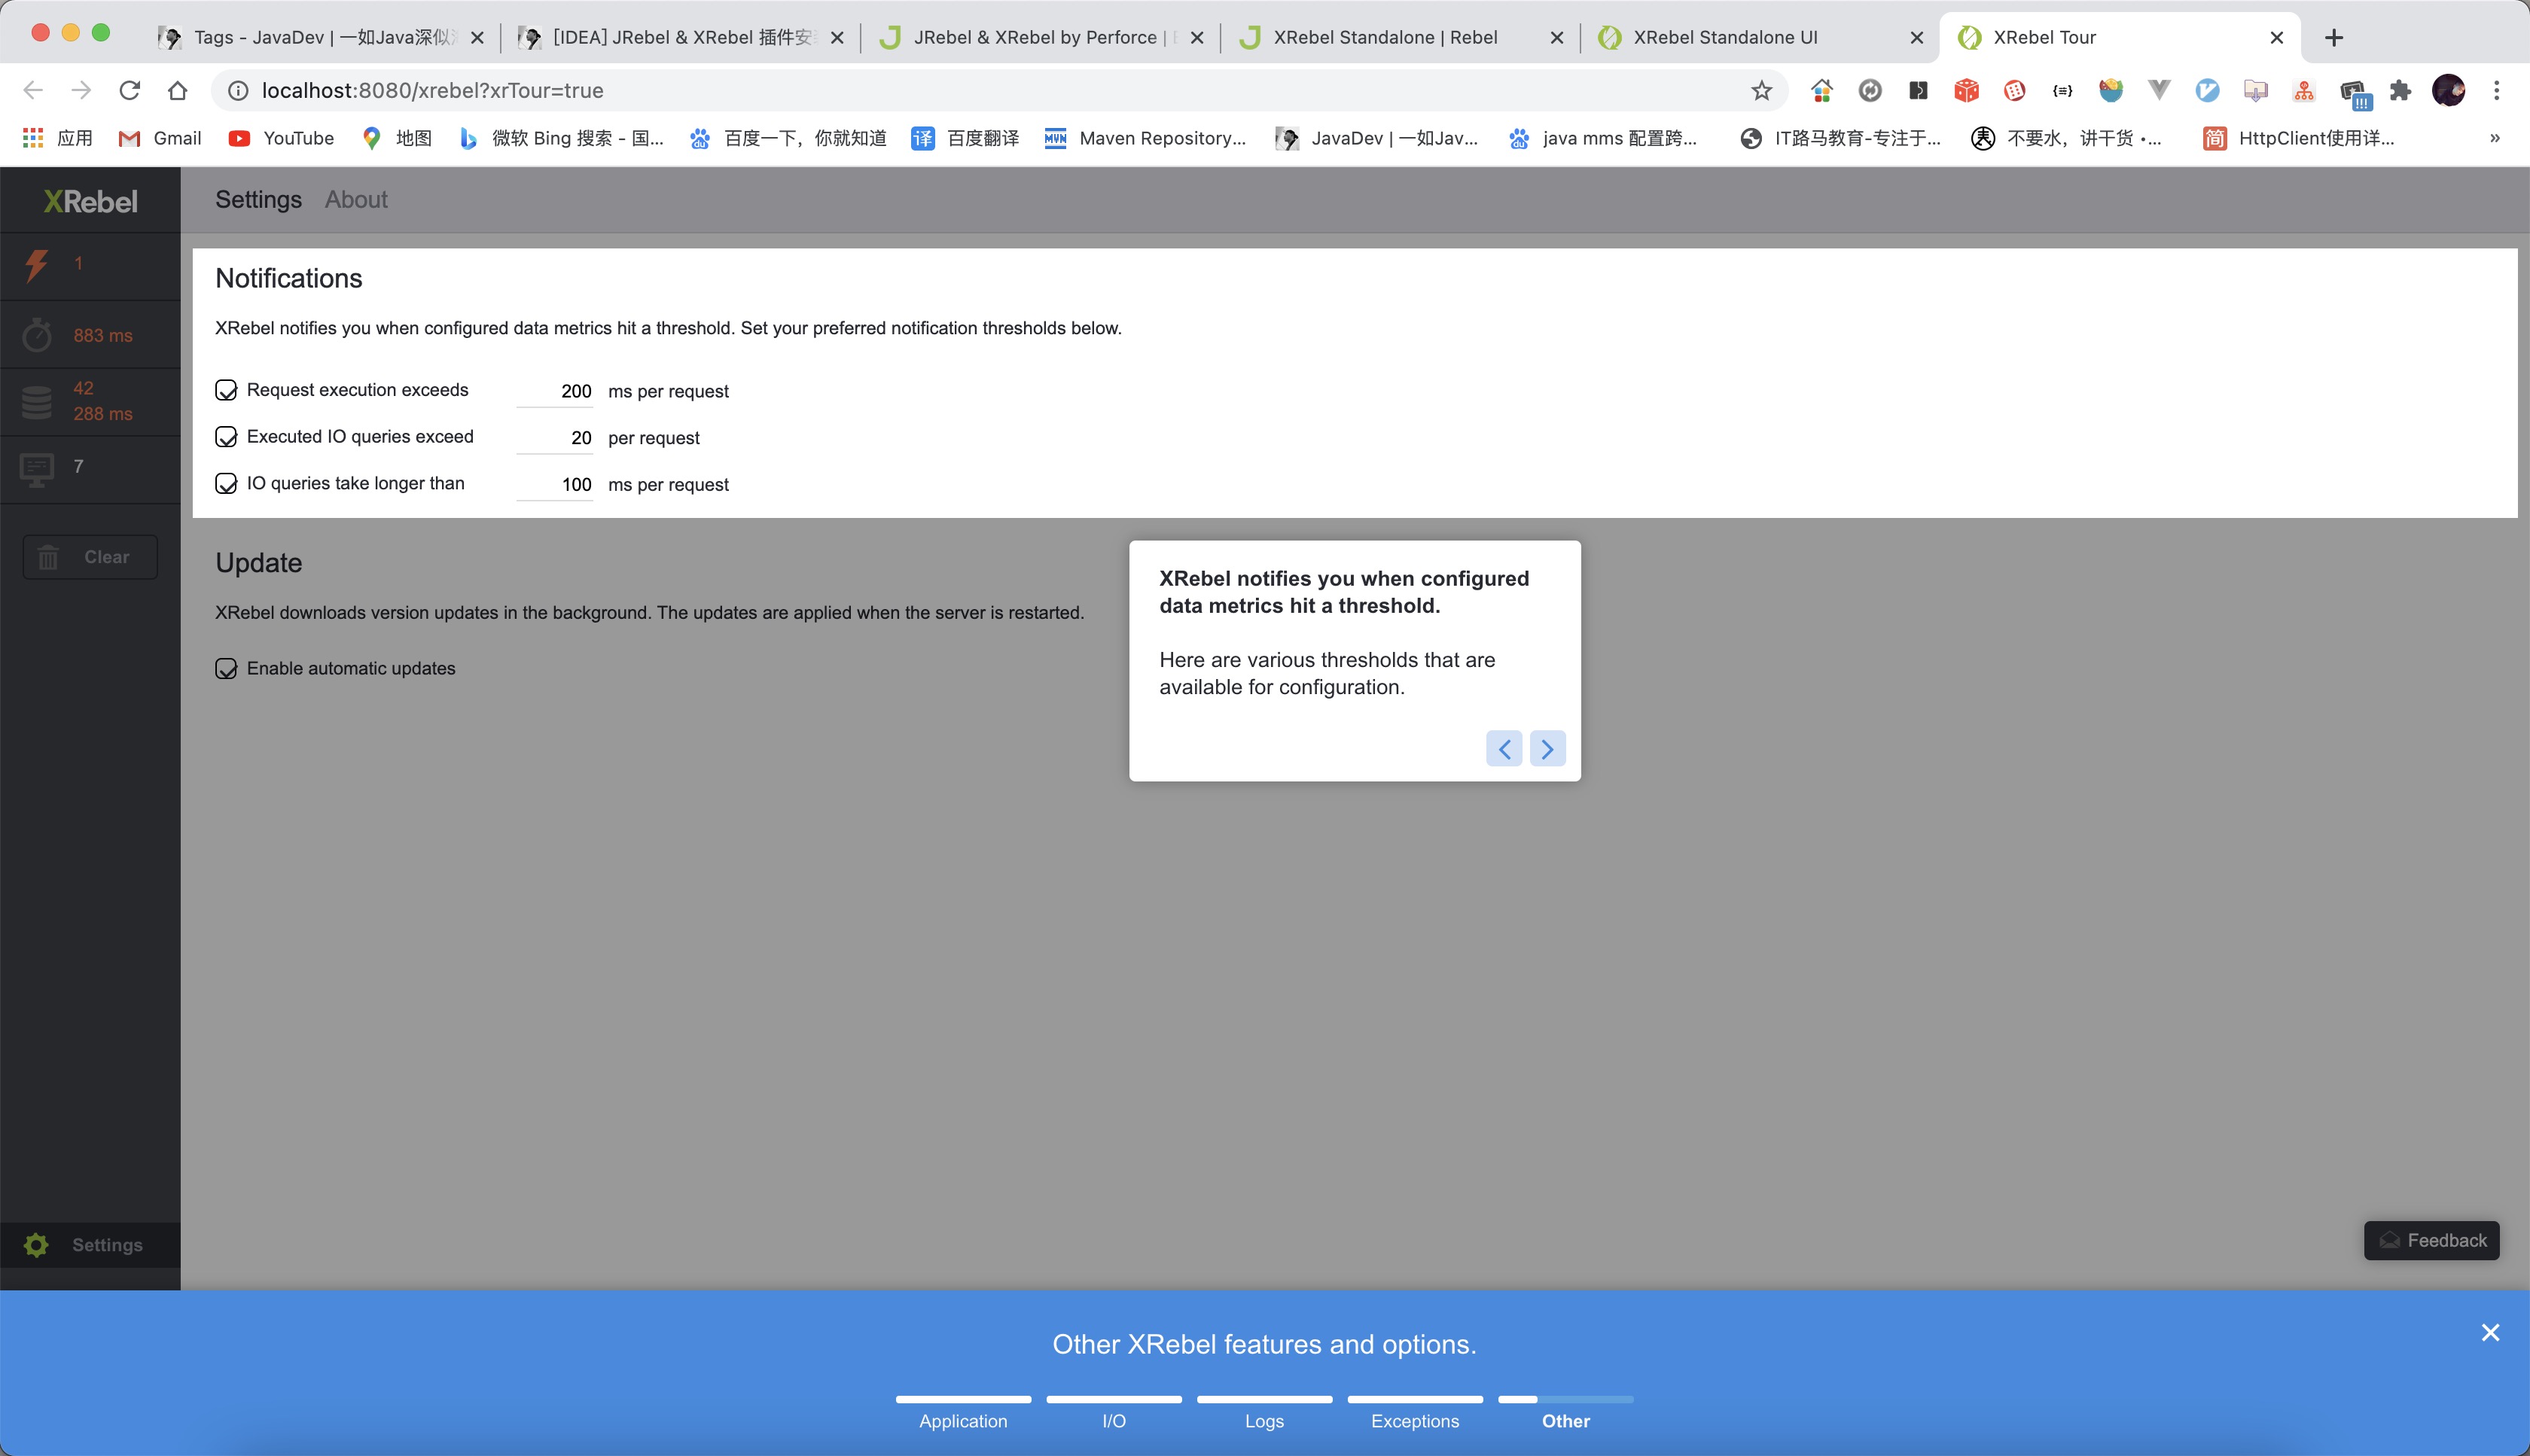 Tags - JavaDev | 一如Java深似
[IDEA] JRebel & XRebel 插件安
JRebel & XRebel by Perforce |
XRebel Standalone | Rebel
XRebel Standalone UI
XRebel Tour
localhost:8080/xrebel?xrTour=true
应用
Gmail
YouTube
地图
微软 Bing 搜索 - 国...
百度一下，你就知道
译 百度翻译
MVN Maven Repository...
JavaDev | 一如Jav...
du java mms 配置跨...
IT路马教育-专注于...
不要水，讲干货 •...
简 HttpClient使用详...
»
XRebel
Settings About
1
883 ms
42
288 ms
7
Clear
Notifications
XRebel notifies you when configured data metrics hit a threshold. Set your preferred notification thresholds below.
Request execution exceeds 200 ms per request
Executed IO queries exceed 20 per request
IO queries take longer than 100 ms per request
Update
XRebel downloads version updates in the background. The updates are applied when the server is restarted.
Enable automatic updates
XRebel notifies you when configured
data metrics hit a threshold.
Here are various thresholds that are
available for configuration.
Settings
Feedback
Other XRebel features and options.
Application
I/O
Logs
Exceptions
Other